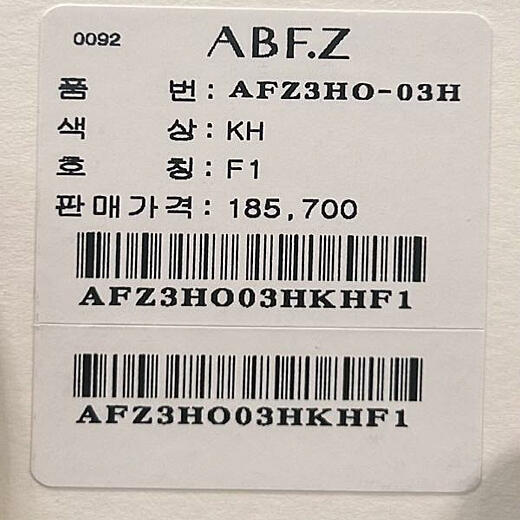 0092 ABF.Z
품 번 : AFZ3HO-03H
색 상 : KH
호 칭 : F1
판매가격 : 185,700
AFZ3HO03HKHF1
AFZ3HO03HKHF1